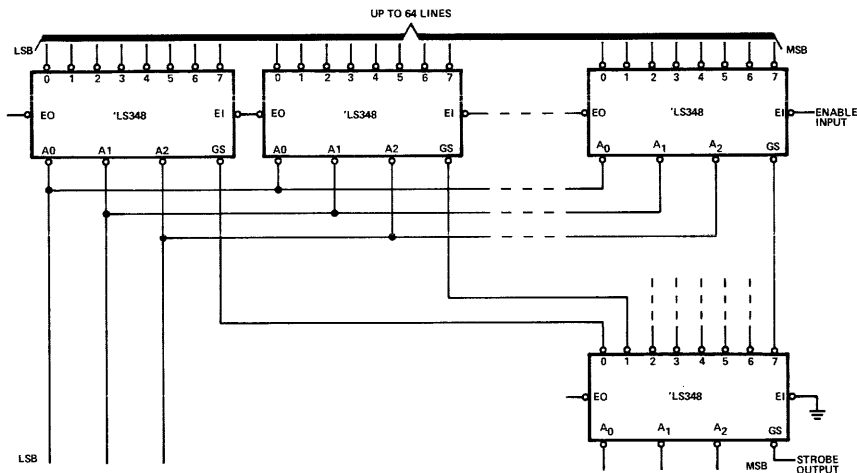 UP TO 64 LINES
LSB
MSB
0 1 2 3 4 5 6 7
0 1 2 3 4 5 6 7
0 1 2 3 4 5 6 7
EO 'LS348 EI
EO 'LS348 EI
EO 'LS348 EI
ENABLE
INPUT
A0 A1 A2 GS
A0 A1 A2 GS
A0 A1 A2 GS
0 1 2 3 4 5 6 7
EO 'LS348 EI
A0 A1 A2 GS
LSB
MSB
STROBE
OUTPUT